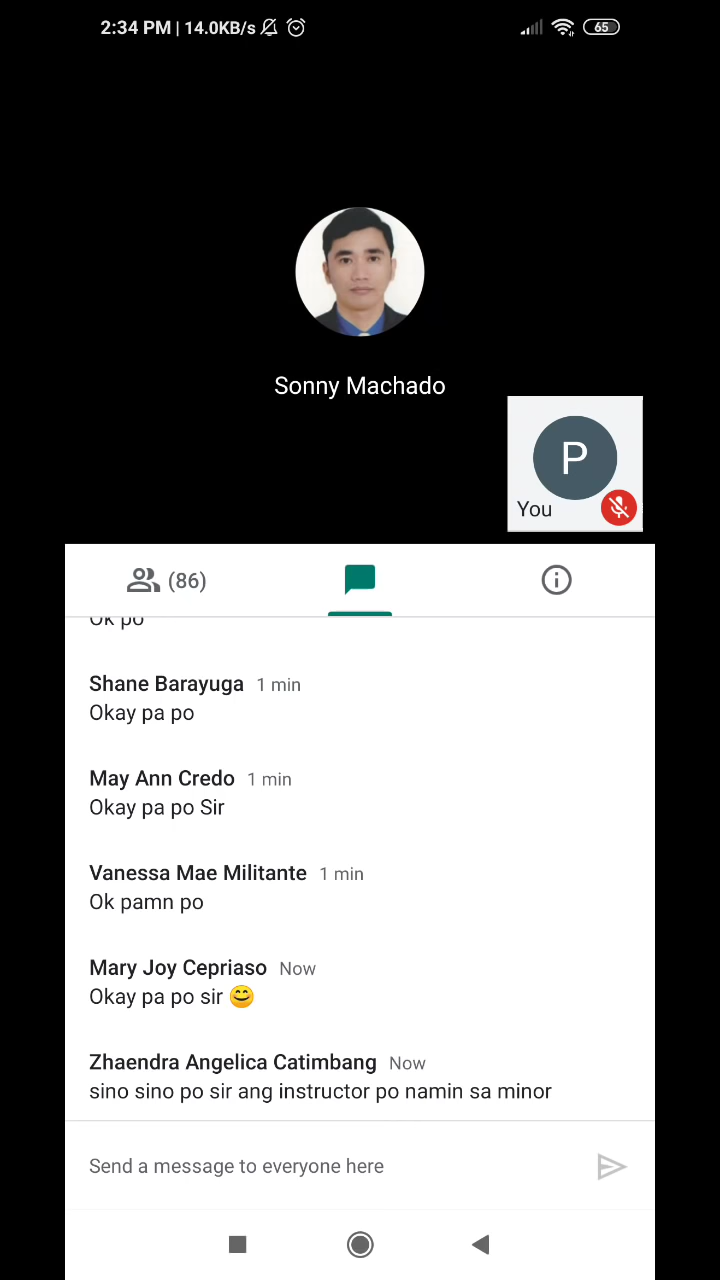 2:34 PM | 14.0KB/s 65
Sonny Machado
P
You
(86)
Ok po
Shane Barayuga 1 min
Okay pa po
May Ann Credo 1 min
Okay pa po Sir
Vanessa Mae Militante 1 min
Ok pamn po
Mary Joy Cepriaso Now
Okay pa po sir 😊
Zhaendra Angelica Catimbang Now
sino sino po sir ang instructor po namin sa minor
Send a message to everyone here